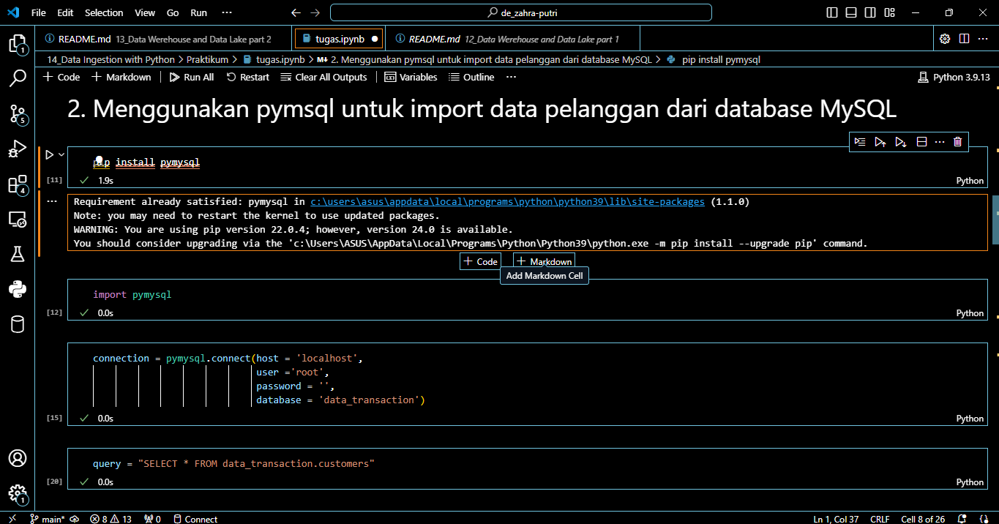 File Edit Selection View Go Run ··· de_zahra-putri
README.md 13_Data Werehouse and Data Lake part 2 tugas.ipynb README.md 12_Data Werehouse and Data Lake part 1
14_Data Ingestion with Python > Praktikum > tugas.ipynb > M↓ 2. Menggunakan pymsql untuk import data pelanggan dari database MySQL > pip install pymysql
+ Code + Markdown Run All Restart Clear All Outputs Variables Outline ··· Python 3.9.13
2. Menggunakan pymsql untuk import data pelanggan dari database MySQL
pip install pymysql
[11] ✓ 1.9s Python
Requirement already satisfied: pymysql in c:\users\asus\appdata\local\programs\python\python39\lib\site-packages (1.1.0)
Note: you may need to restart the kernel to use updated packages.
WARNING: You are using pip version 22.0.4; however, version 24.0 is available.
You should consider upgrading via the 'c:\Users\ASUS\AppData\Local\Programs\Python\Python39\python.exe -m pip install --upgrade pip' command.
+ Code + Markdown
Add Markdown Cell
import pymysql
[12] ✓ 0.0s Python
connection = pymysql.connect(host = 'localhost',
user ='root',
password = '',
database = 'data_transaction')
[15] ✓ 0.0s Python
query = "SELECT * FROM data_transaction.customers"
[20] ✓ 0.0s Python
1
5
4
1
main* 8 13 0 Connect Ln 1, Col 37 CRLF Cell 8 of 26